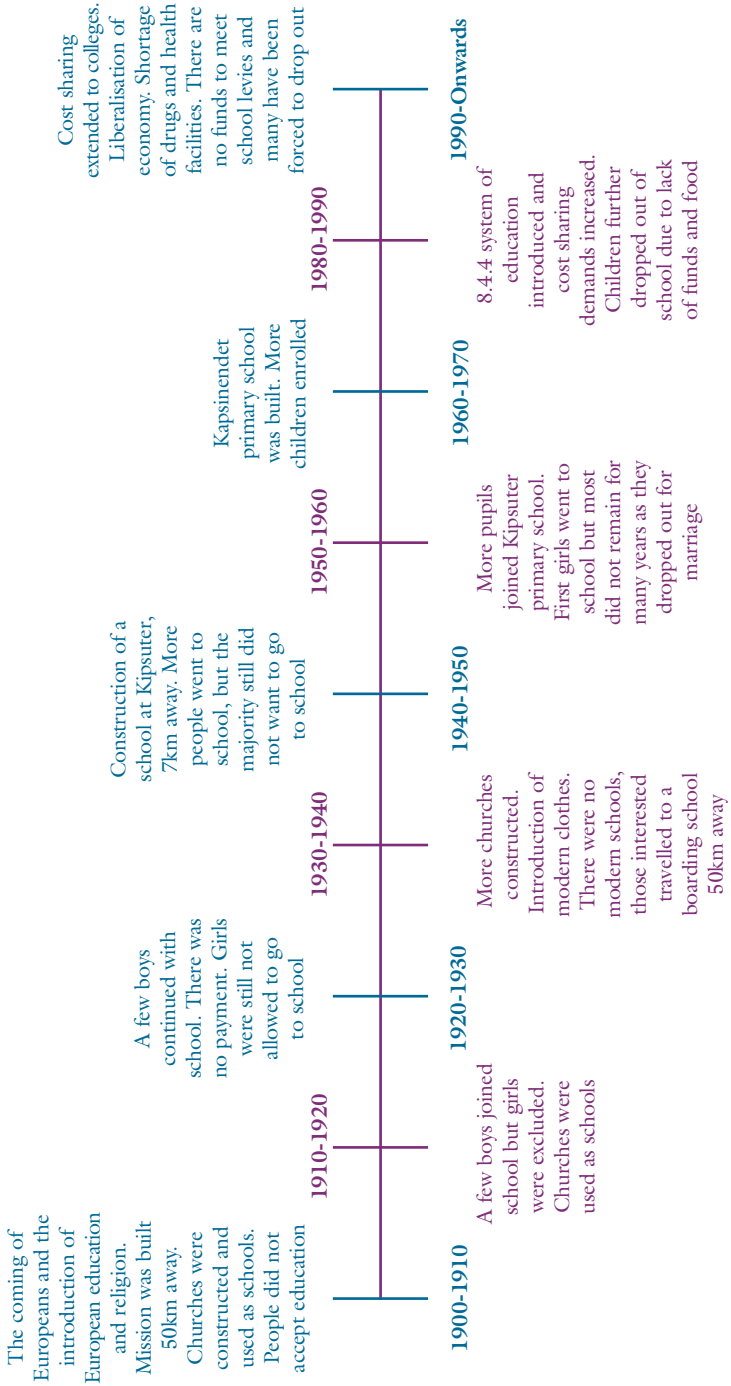 The coming of
Europeans and the
introduction of
European education
and religion.
Mission was built
50km away.
Churches were
constructed and
used as schools.
People did not
accept education
1900-1910
1910-1920
A few boys joined
school but girls
were excluded.
Churches were
used as schools
A few boys
continued with
school. There was
no payment. Girls
were still not
allowed to go
to school
1920-1930
1930-1940
More churches
constructed.
Introduction of
modern clothes.
There were no
modern schools,
those interested
travelled to a
boarding school
50km away
Construction of a
school at Kipsuter,
7km away. More
people went to
school, but the
majority still did
not want to go
to school
1940-1950
1950-1960
More pupils
joined Kipsuter
primary school.
First girls went to
school but most
did not remain for
many years as they
dropped out for
marriage
Kapsinendet
primary school
was built. More
children enrolled
1960-1970
1980-1990
8.4.4 system of
education
introduced and
cost sharing
demands increased.
Children further
dropped out of
school due to lack
of funds and food
Cost sharing
extended to colleges.
Liberalisation of
economy. Shortage
of drugs and health
facilities. There are
no funds to meet
school levies and
many have been
forced to drop out
1990-Onwards